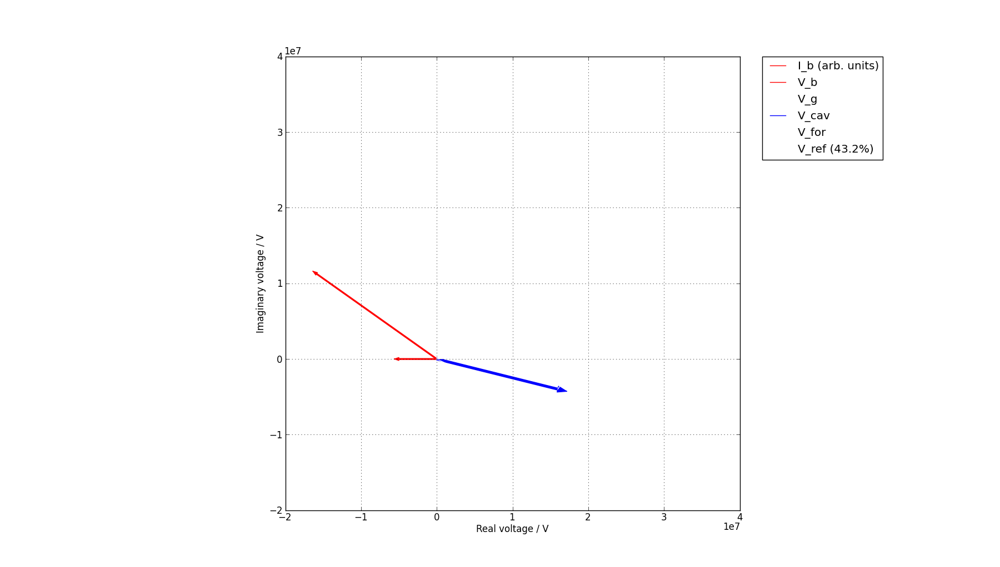 1e7
4
3
2
1
0
−1
−2
Imaginary voltage / V
−2 −1 0 1 2 3 4
1e7
Real voltage / V
I_b (arb. units)
V_b
V_g
V_cav
V_for
V_ref (43.2%)